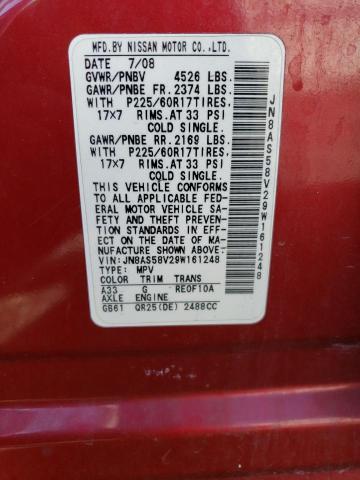 MFD.BY NISSAN MOTOR CO.,LTD.
DATE 7/08
GVWR/PNBV 4526 LBS.
GAWR/PNBE FR. 2374 LBS.
WITH P225/60R17TIRES,
17x7 RIMS.AT 33 PSI
COLD SINGLE.
GAWR/PNBE RR. 2169 LBS.
WITH P225/60R17TIRES,
17x7 RIMS.AT 33 PSI
COLD SINGLE.
THIS VEHICLE CONFORMS
TO ALL APPLICABLE FED-
ERAL MOTOR VEHICLE SA-
FETY AND THEFT PREVEN-
TION STANDARDS IN EFF-
ECT ON THE DATE OF MA-
NUFACTURE SHOWN ABOVE.
VIN: JN8AS58V29W161248
TYPE: MPV
COLOR TRIM TRANS
A33 G RE0F10A
AXLE ENGINE
GB61 QR25(DE) 2488CC
JN8AS58V29W161248